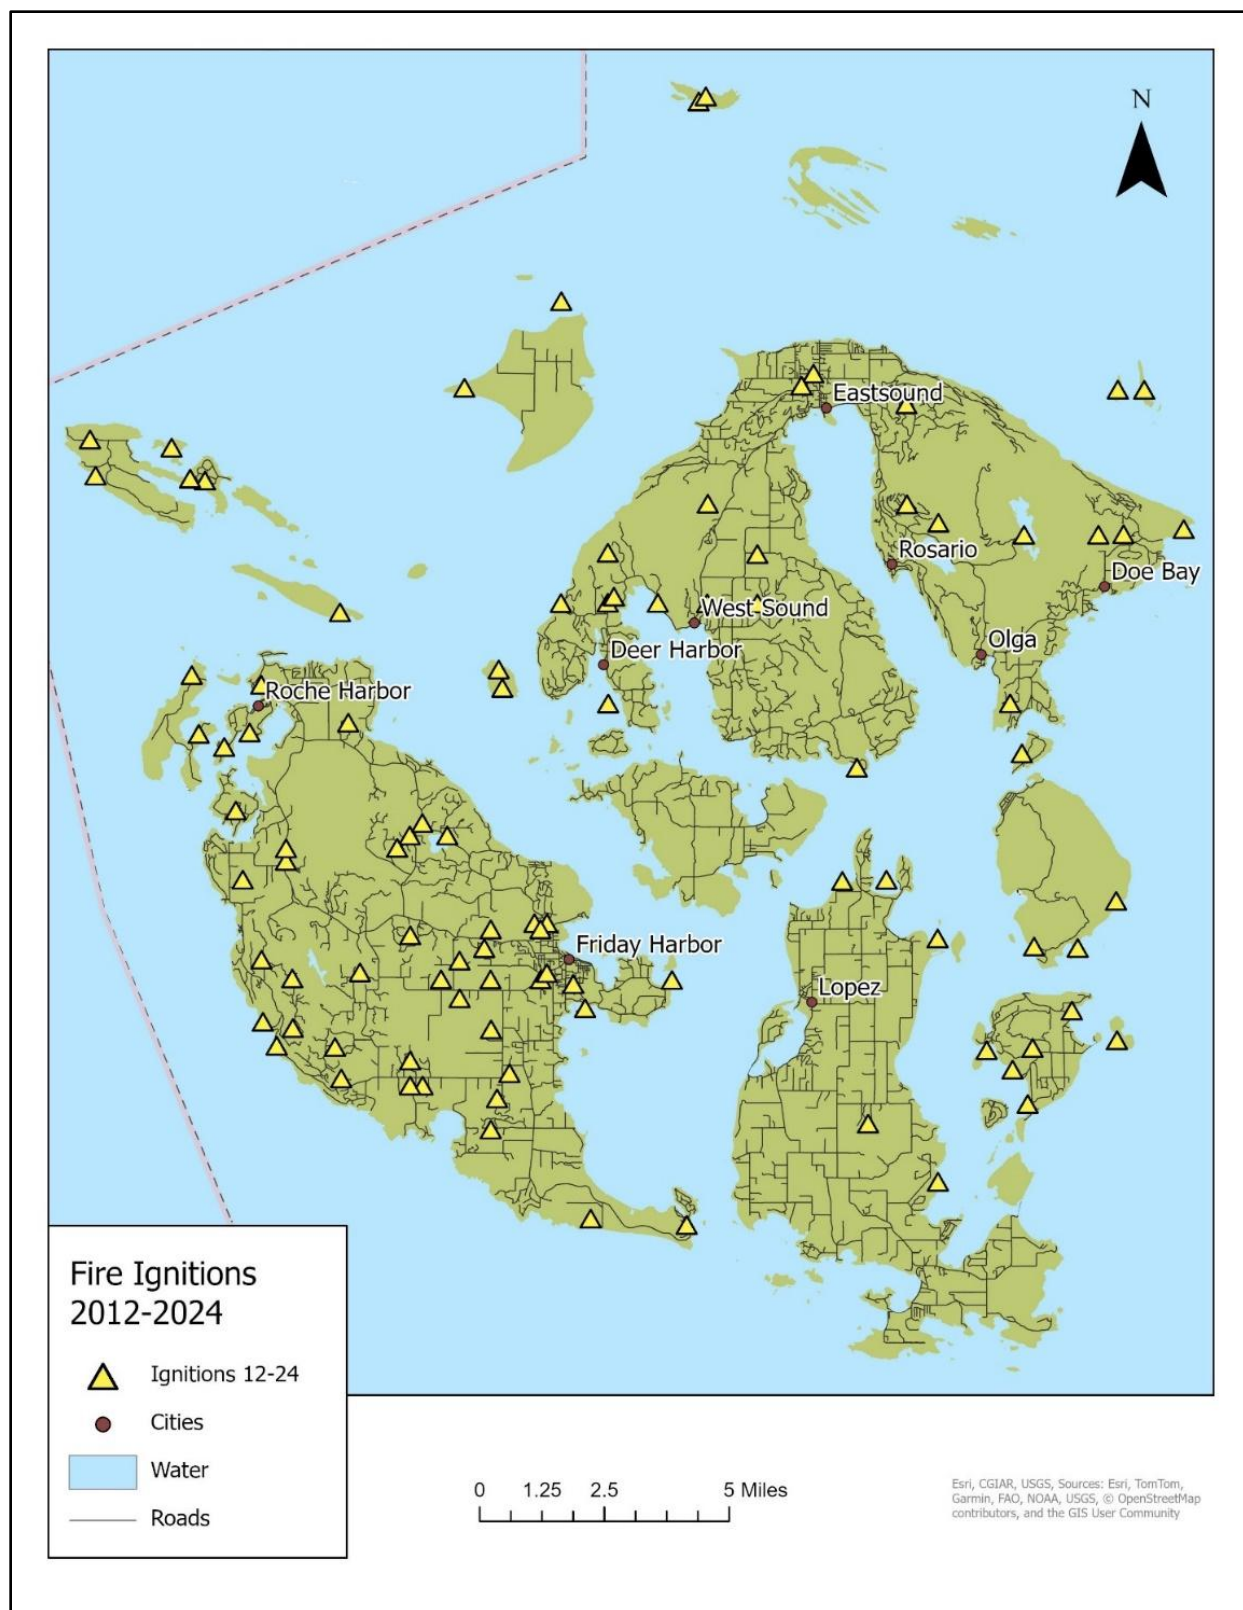 N
Eastsound
Rosario
Doe Bay
West Sound
Olga
Deer Harbor
Roche Harbor
Friday Harbor
Lopez
Fire Ignitions
2012-2024
Ignitions 12-24
Cities
Water
Roads
0 1.25 2.5 5 Miles
Esri, CGIAR, USGS, Sources: Esri, TomTom,
Garmin, FAO, NOAA, USGS, © OpenStreetMap
contributors, and the GIS User Community